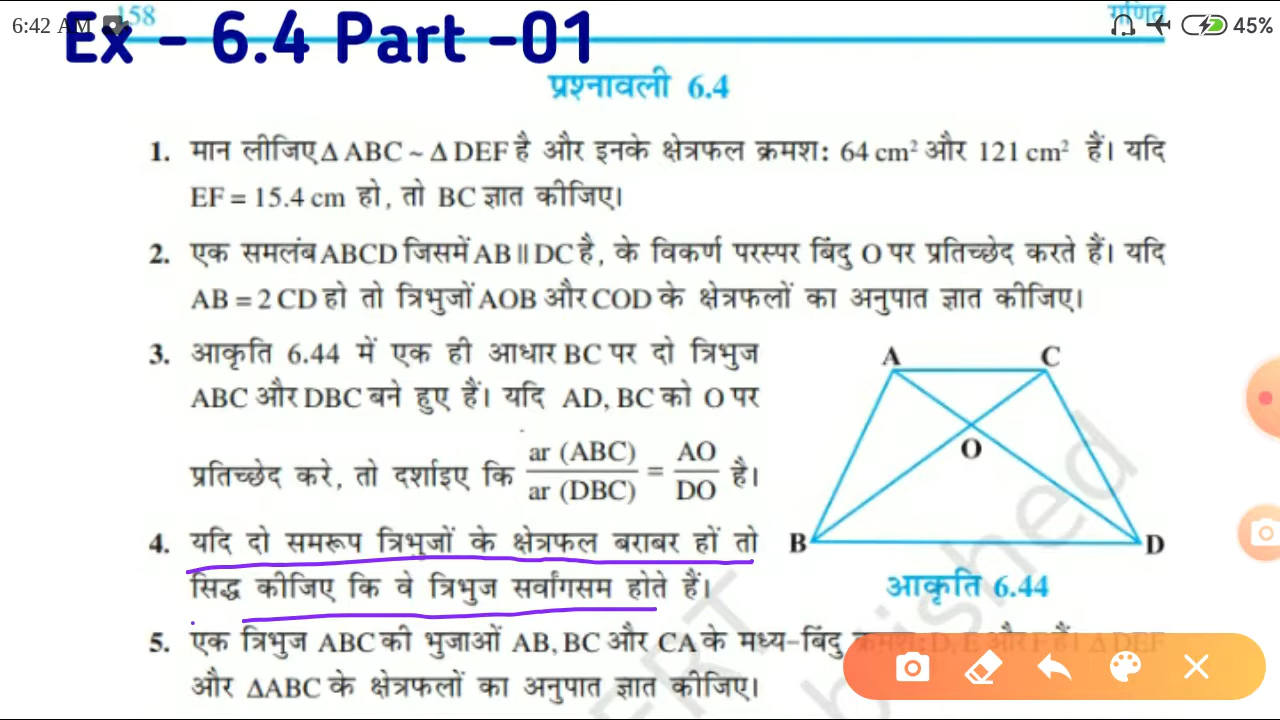 6:42 AM
158
गणित
45%
Ex - 6.4 Part -01
प्रश्नावली 6.4
1. मान लीजिए Δ ABC ~ Δ DEF है और इनके क्षेत्रफल क्रमश: 64 cm² और 121 cm² हैं। यदि
EF = 15.4 cm हो, तो BC ज्ञात कीजिए।
2. एक समलंब ABCD जिसमें AB || DC है, के विकर्ण परस्पर बिंदु O पर प्रतिच्छेद करते हैं। यदि
AB = 2 CD हो तो त्रिभुजों AOB और COD के क्षेत्रफलों का अनुपात ज्ञात कीजिए।
3. आकृति 6.44 में एक ही आधार BC पर दो त्रिभुज
ABC और DBC बने हुए हैं। यदि AD, BC को O पर
प्रतिच्छेद करे, तो दर्शाइए कि ar (ABC) / ar (DBC) = AO / DO है।
A
C
O
B
D
आकृति 6.44
4. यदि दो समरूप त्रिभुजों के क्षेत्रफल बराबर हों तो
सिद्ध कीजिए कि वे त्रिभुज सर्वांगसम होते हैं।
5. एक त्रिभुज ABC की भुजाओं AB, BC और CA के मध्य-बिंदु क्रमश: D, E और F हैं। Δ DEF
और ΔABC के क्षेत्रफलों का अनुपात ज्ञात कीजिए।